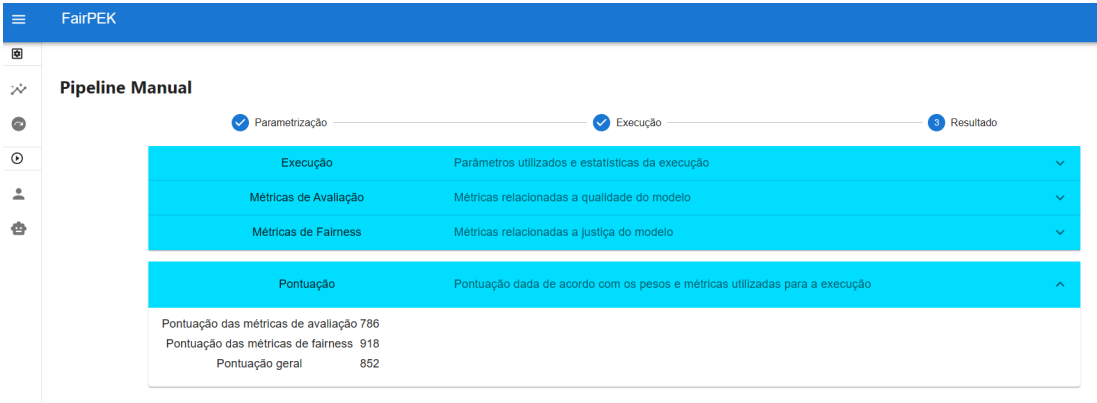 FairPEK
Pipeline Manual
Parametrização Execução 3 Resultado
Execução Parâmetros utilizados e estatísticas da execução
Métricas de Avaliação Métricas relacionadas a qualidade do modelo
Métricas de Fairness Métricas relacionadas a justiça do modelo
Pontuação Pontuação dada de acordo com os pesos e métricas utilizadas para a execução
Pontuação das métricas de avaliação 786
Pontuação das métricas de fairness 918
Pontuação geral 852